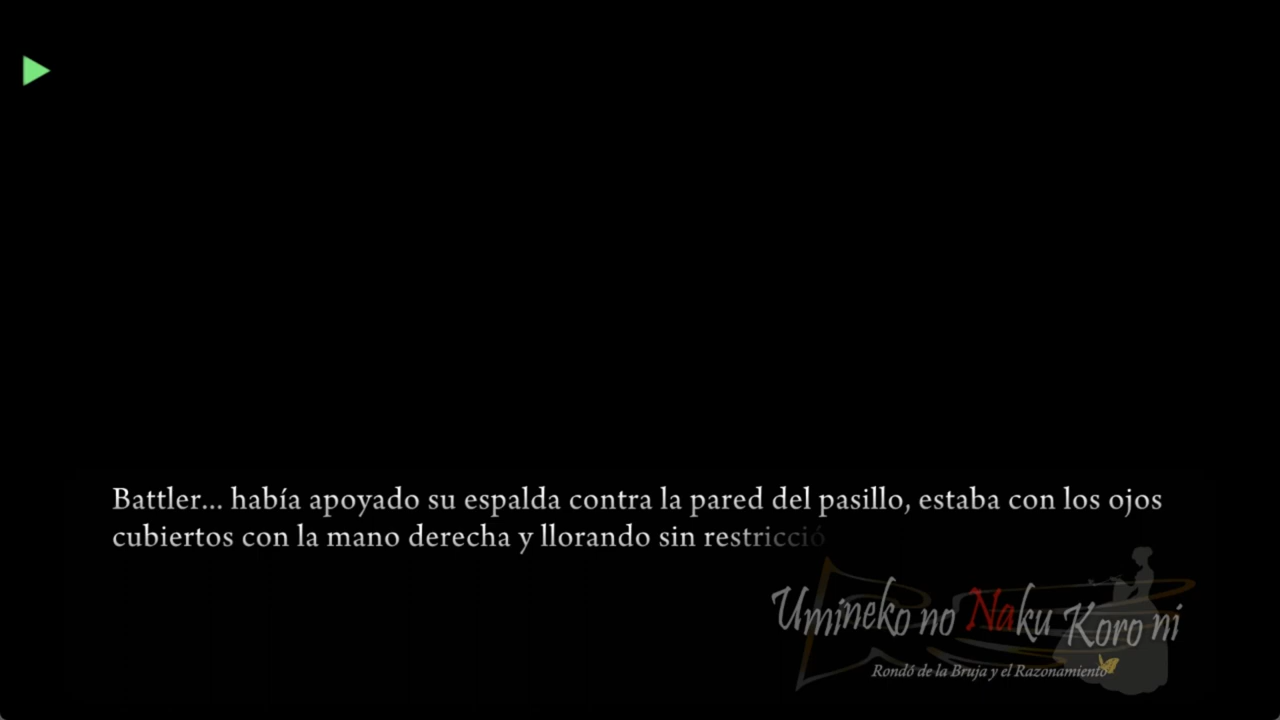 Battler... había apoyado su espalda contra la pared del pasillo, estaba con los ojos
cubiertos con la mano derecha y llorando sin restricció
Umineko no Naku Koro ni
Rondó de la Bruja y el Razonamiento